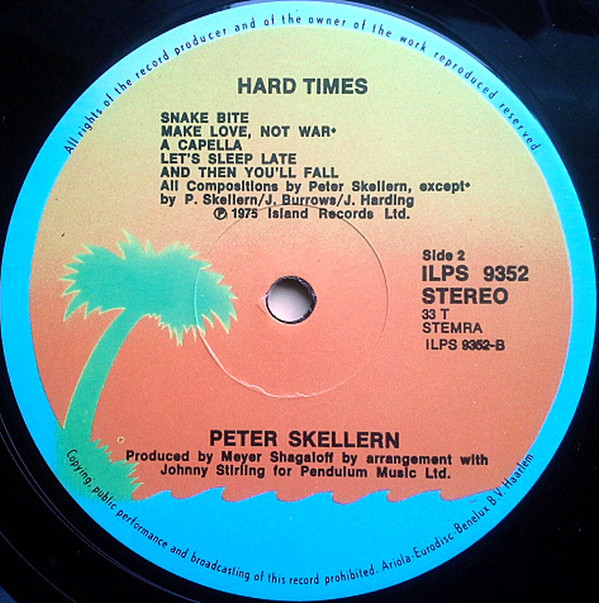 All rights of the record producer and of the owner of the work reproduced reserved
HARD TIMES
SNAKE BITE
MAKE LOVE, NOT WAR•
A CAPELLA
LET'S SLEEP LATE
AND THEN YOU'LL FALL
All Compositions by Peter Skellern, except•
by P. Skellern/J. Burrows/J. Harding
℗ 1975 Island Records Ltd.
Side 2
ILPS 9352
STEREO
33 T
STEMRA
ILPS 9352-B
PETER SKELLERN
Produced by Meyer Shagaloff by arrangement with
Johnny Stirling for Pendulum Music Ltd.
Copying, public performance and broadcasting of this record prohibited. Ariola-Eurodisc-Benelux B.V. Haarlem